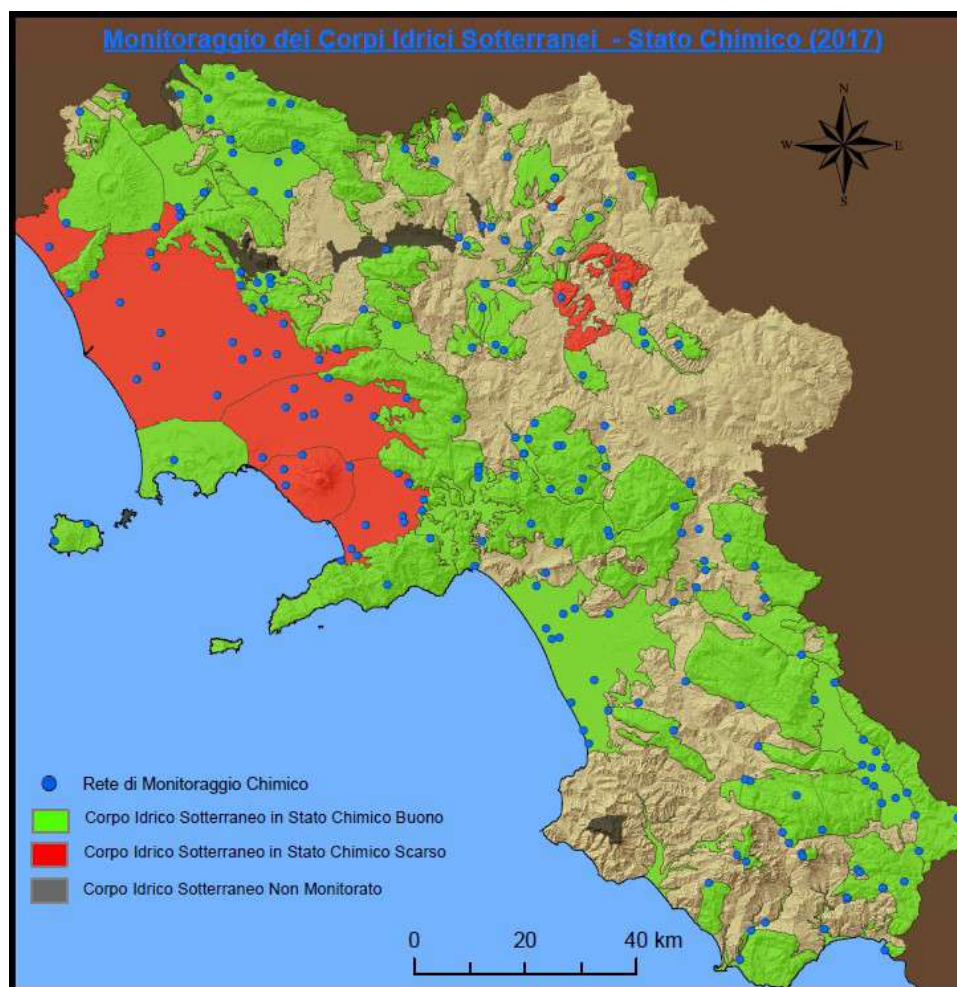 Monitoraggio dei Corpi Idrici Sotterranei - Stato Chimico (2017)
N
W E
S
Rete di Monitoraggio Chimico
Corpo Idrico Sotterraneo in Stato Chimico Buono
Corpo Idrico Sotterraneo in Stato Chimico Scarso
Corpo Idrico Sotterraneo Non Monitorato
0 20 40 km